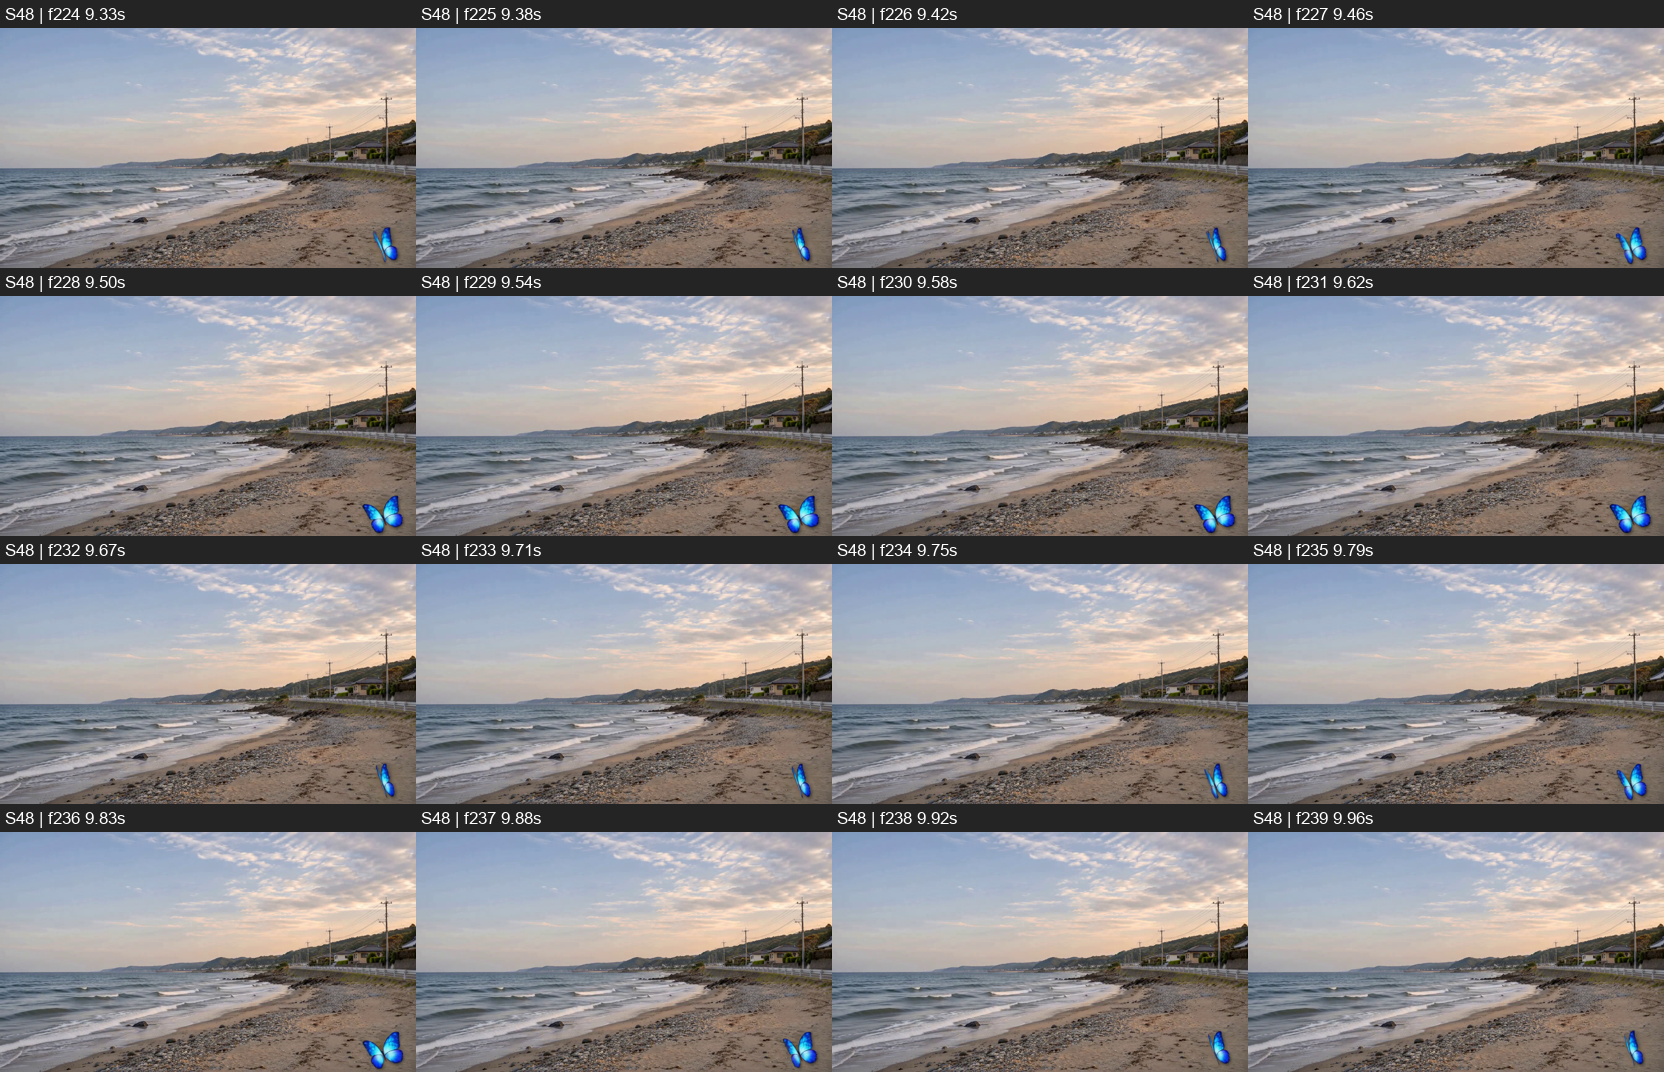 S48 | f224 9.33s
S48 | f225 9.38s
S48 | f226 9.42s
S48 | f227 9.46s
S48 | f228 9.50s
S48 | f229 9.54s
S48 | f230 9.58s
S48 | f231 9.62s
S48 | f232 9.67s
S48 | f233 9.71s
S48 | f234 9.75s
S48 | f235 9.79s
S48 | f236 9.83s
S48 | f237 9.88s
S48 | f238 9.92s
S48 | f239 9.96s